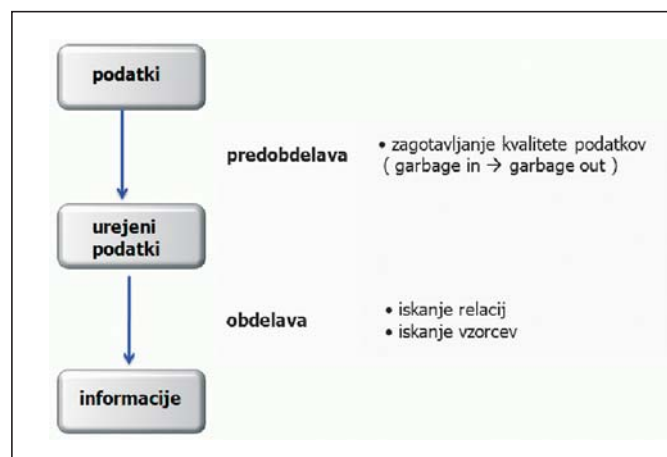 podatki
predobdelava
• zagotavljanje kvalitete podatkov
( garbage in → garbage out )
urejeni
podatki
obdelava
• iskanje relacij
• iskanje vzorcev
informacije